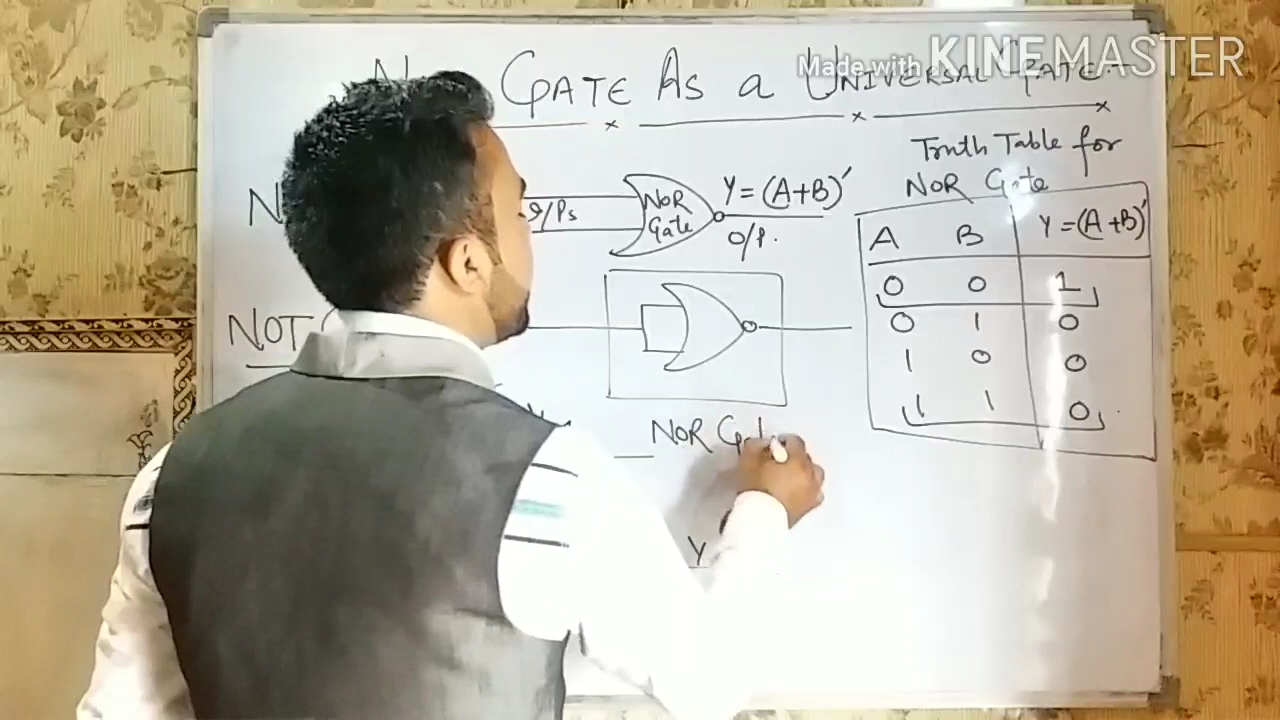 Made with KINEMASTER
GATE AS a UNIVERSAL GATE:-
Truth Table for
NOR Gate
NOR Gate
Y = (A+B)'
I/Ps
O/P.
A B Y = (A+B)'
0 0 1
0 1 0
1 0 0
1 1 0
NOT
NOR Gat
Y